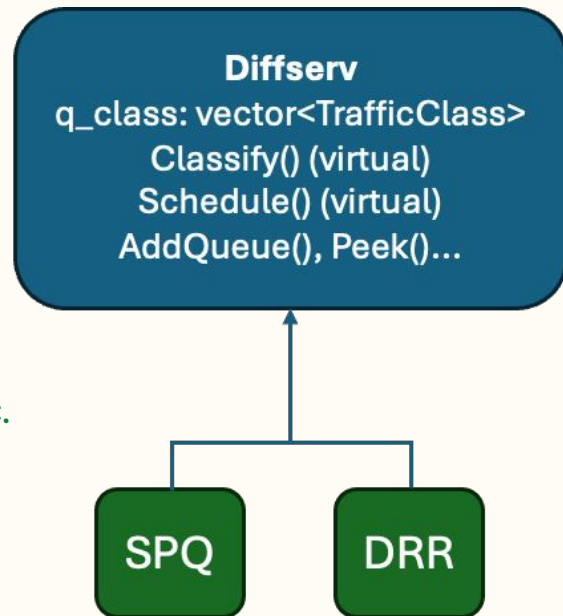 Diffserv
q_class: vector<TrafficClass>
Classify() (virtual)
Schedule() (virtual)
AddQueue(), Peek()...
SPQ DRR